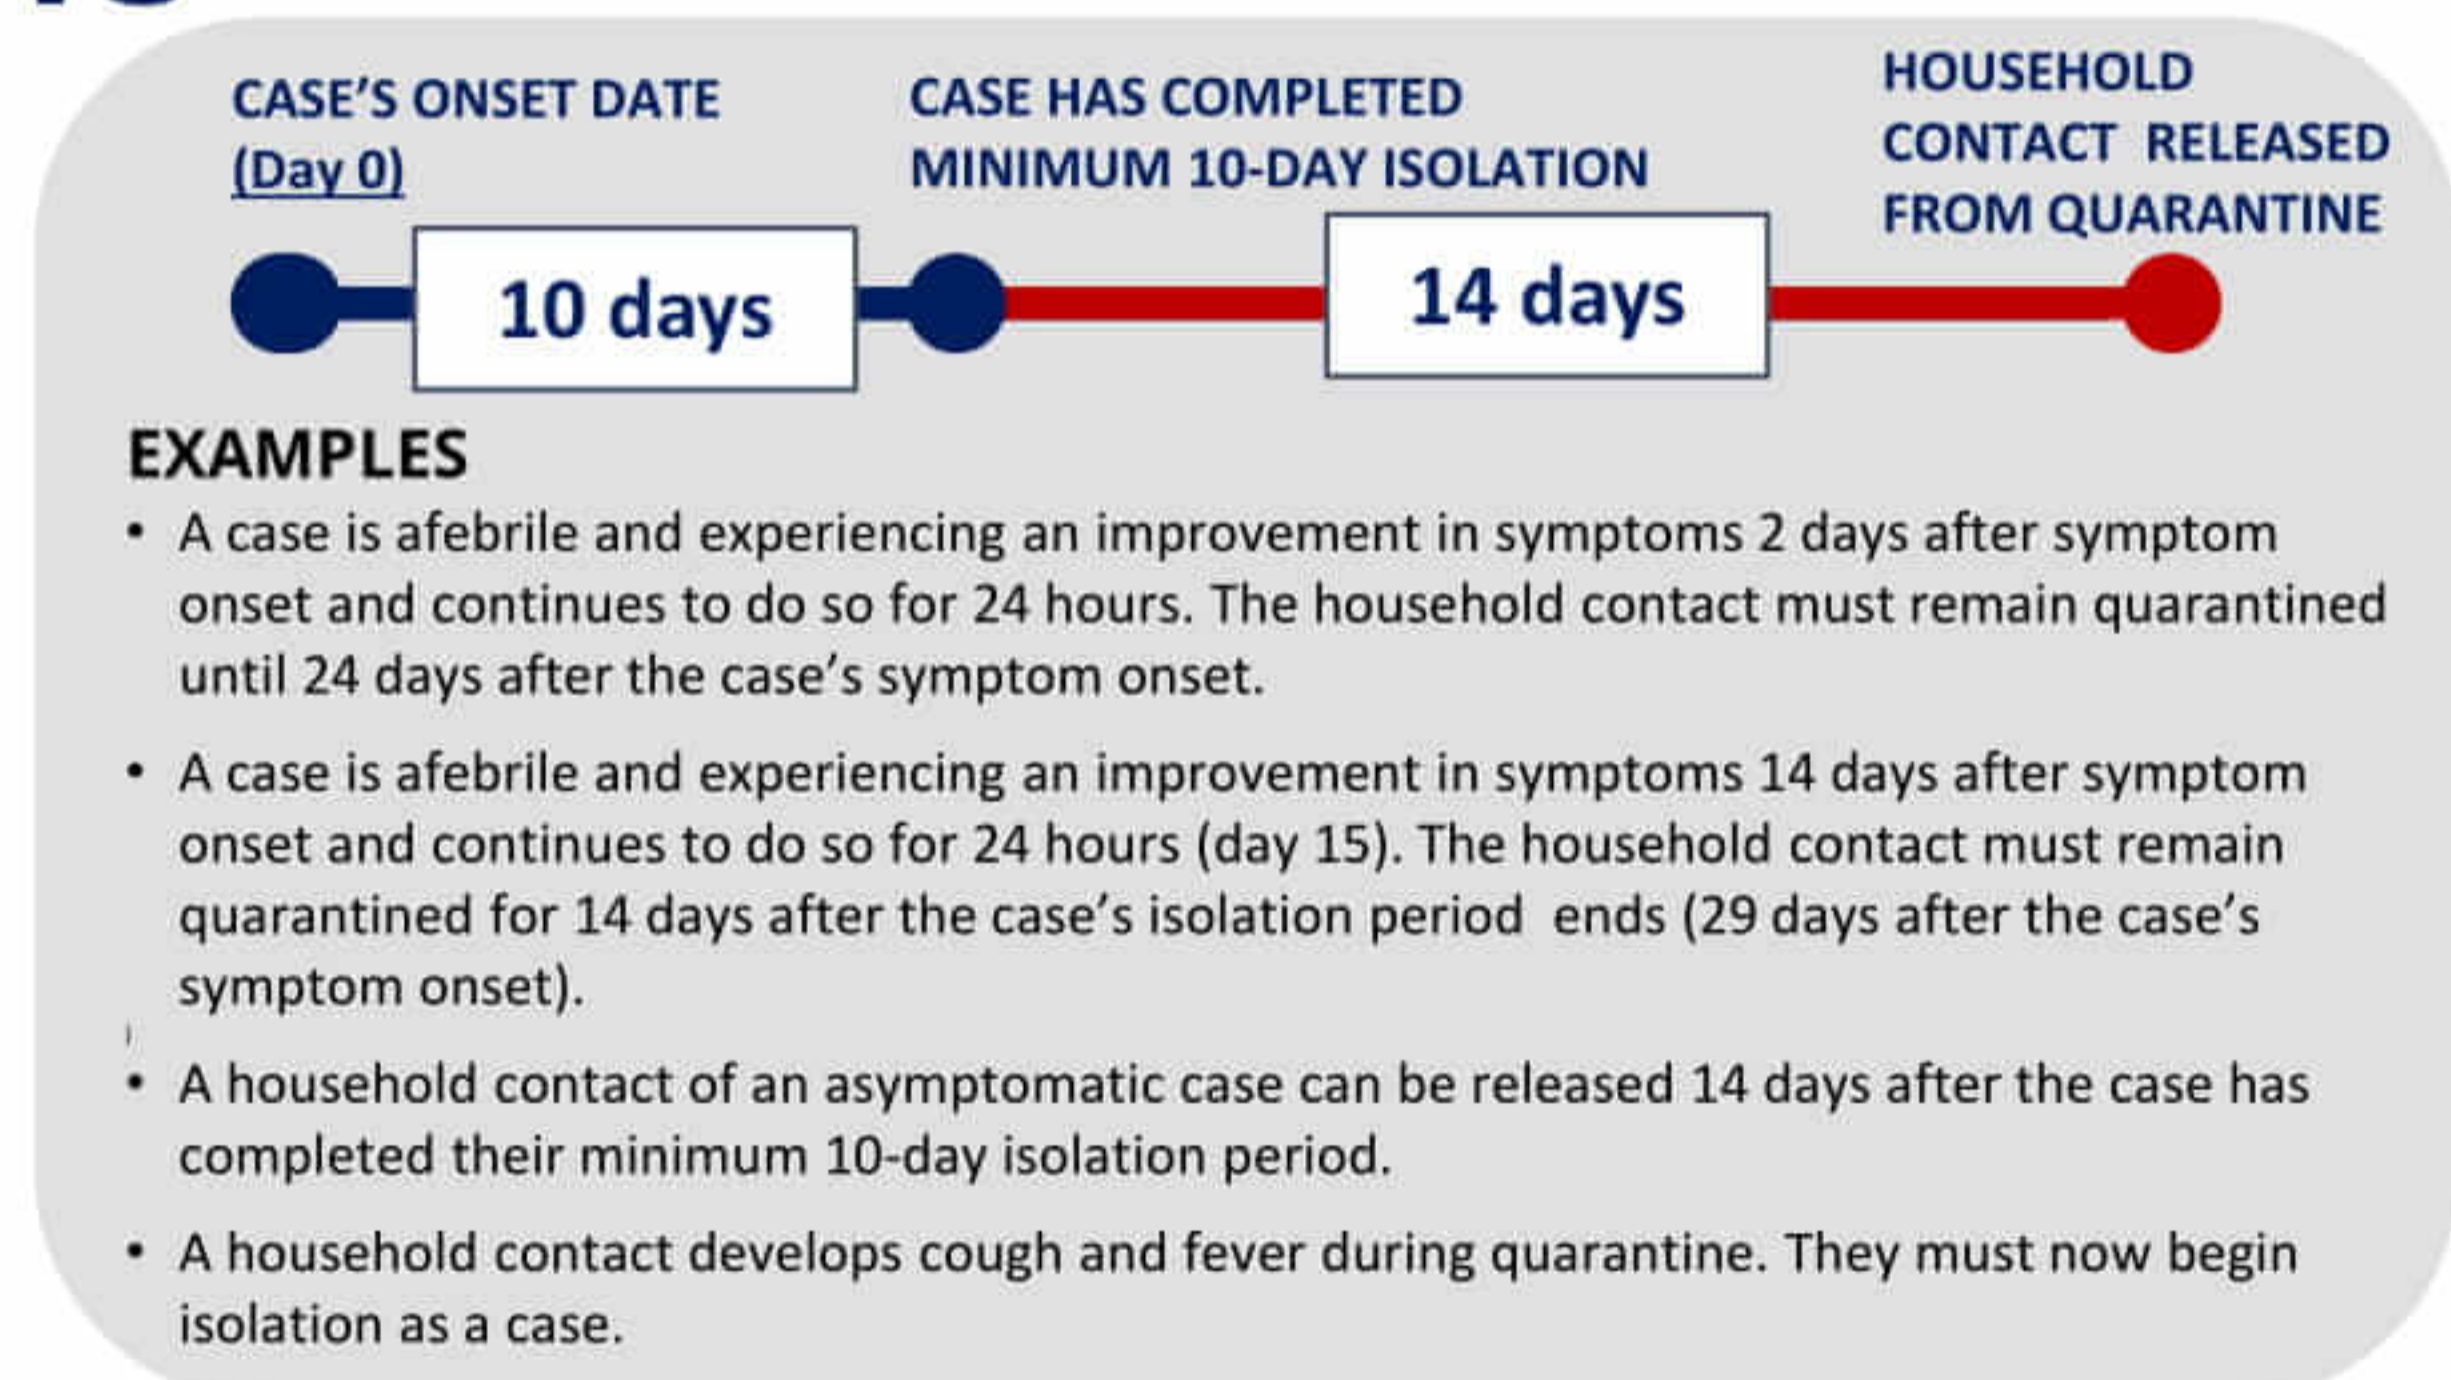 CASE'S ONSET DATE
(Day 0)
CASE HAS COMPLETED
MINIMUM 10-DAY ISOLATION
HOUSEHOLD
CONTACT  RELEASED
FROM QUARANTINE
10 days
14 days
EXAMPLES
• A case is afebrile and experiencing an improvement in symptoms 2 days after symptom
onset and continues to do so for 24 hours. The household contact must remain quarantined
until 24 days after the case's symptom onset.
• A case is afebrile and experiencing an improvement in symptoms 14 days after symptom
onset and continues to do so for 24 hours (day 15). The household contact must remain
quarantined for 14 days after the case's isolation period  ends (29 days after the case's
symptom onset).
• A household contact of an asymptomatic case can be released 14 days after the case has
completed their minimum 10-day isolation period.
• A household contact develops cough and fever during quarantine. They must now begin
isolation as a case.